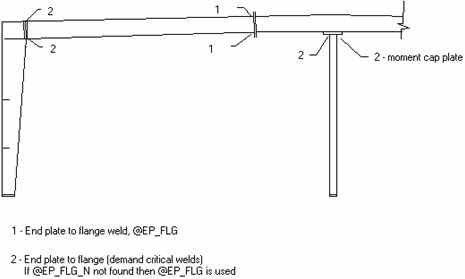 2
1
2
1
2
2 - moment cap plate
1 - End plate to flange weld, @EP_FLG
2 - End plate to flange (demand critical welds)
If @EP_FLG_N not found then @EP_FLG is used